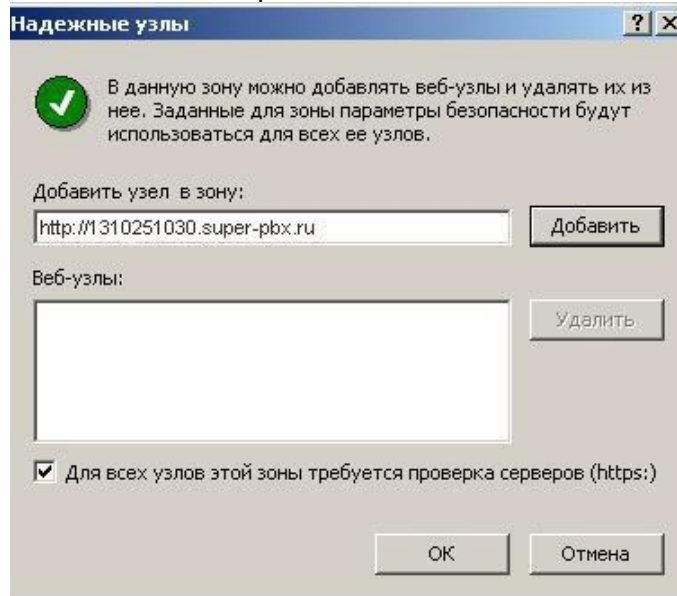 Надежные узлы
В данную зону можно добавлять веб-узлы и удалять их из
нее. Заданные для зоны параметры безопасности будут
использоваться для всех ее узлов.
Добавить узел в зону:
http://1310251030.super-pbx.ru
Добавить
Веб-узлы:
Удалить
Для всех узлов этой зоны требуется проверка серверов (https:)
ОК
Отмена